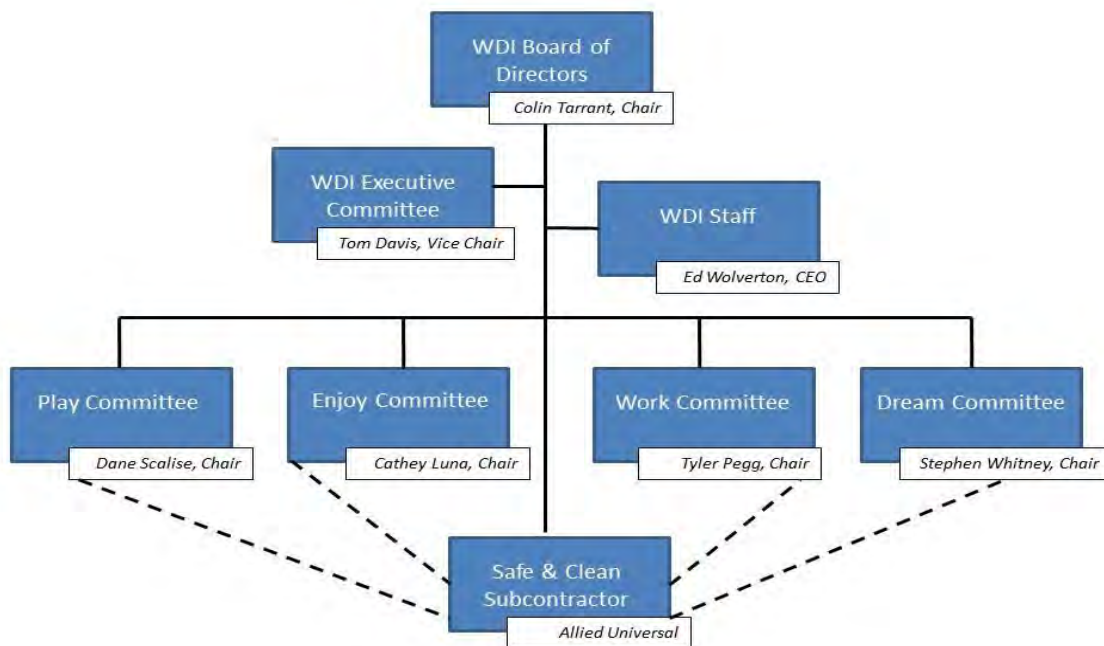 WDI Board of
Directors
Colin Tarrant, Chair
WDI Executive
Committee
Tom Davis, Vice Chair
WDI Staff
Ed Wolverton, CEO
Play Committee
Dane Scalise, Chair
Enjoy Committee
Cathey Luna, Chair
Work Committee
Tyler Pegg, Chair
Dream Committee
Stephen Whitney, Chair
Safe & Clean
Subcontractor
Allied Universal